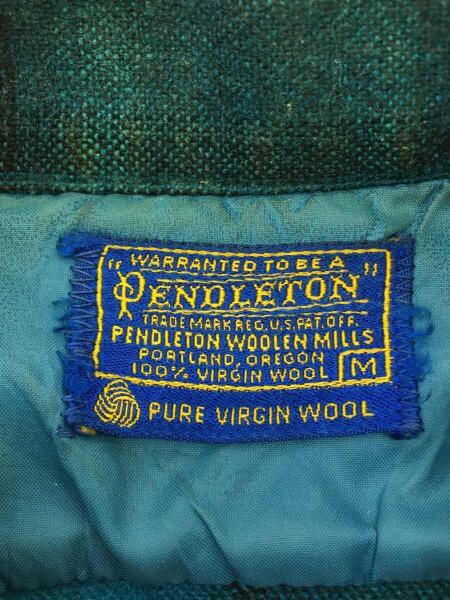 WARRANTED TO BE A
"PENDLETON"
TRADE MARK REG. U.S. PAT. OFF.
PENDLETON WOOLEN MILLS
PORTLAND, OREGON
100% VIRGIN WOOL M
PURE VIRGIN WOOL